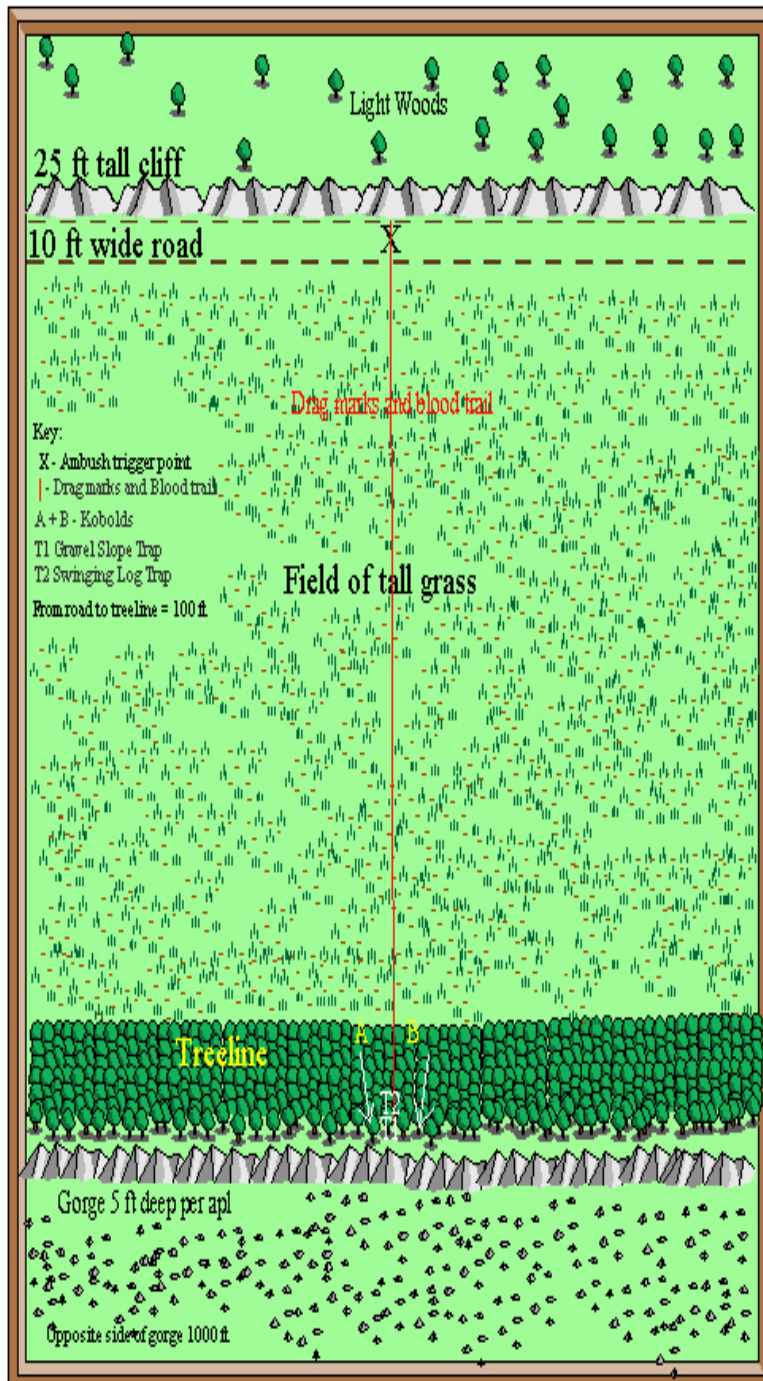 Light Woods
25 ft tall cliff
10 ft wide road
X
Drag marks and blood trail
Key:
X - Ambush trigger point
| - Drag marks and Blood trail
A + B - Kobolds
T1 Gravel Slope Trap
T2 Swinging Log Trap
From road to treeline = 100 ft
Field of tall grass
A B
Treeline
T2
T1
Gorge 5 ft deep per apl
Opposite side of gorge 1000 ft